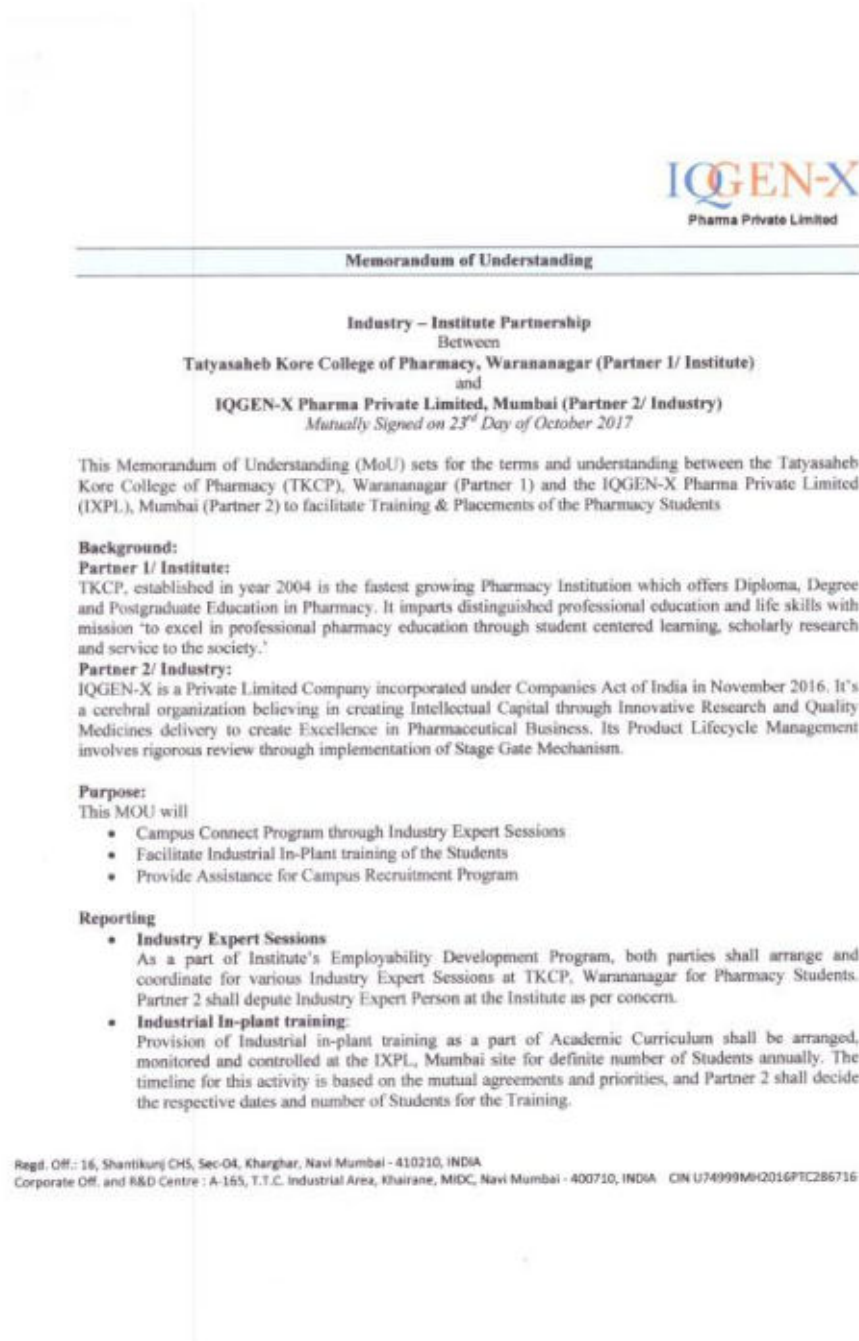 IQGEN-X
Pharma Private Limited
Memorandum of Understanding
Industry – Institute Partnership
Between
Tatyasaheb Kore College of Pharmacy, Warananagar (Partner 1/ Institute)
and
IQGEN-X Pharma Private Limited, Mumbai (Partner 2/ Industry)
Mutually Signed on 23rd Day of October 2017
This Memorandum of Understanding (MoU) sets for the terms and understanding between the Tatyasaheb
Kore College of Pharmacy (TKCP), Warananagar (Partner 1) and the IQGEN-X Pharma Private Limited
(IXPL), Mumbai (Partner 2) to facilitate Training & Placements of the Pharmacy Students
Background:
Partner 1/ Institute:
TKCP, established in year 2004 is the fastest growing Pharmacy Institution which offers Diploma, Degree
and Postgraduate Education in Pharmacy. It imparts distinguished professional education and life skills with
mission 'to excel in professional pharmacy education through student centered learning, scholarly research
and service to the society.'
Partner 2/ Industry:
IQGEN-X is a Private Limited Company incorporated under Companies Act of India in November 2016. It's
a cerebral organization believing in creating Intellectual Capital through Innovative Research and Quality
Medicines delivery to create Excellence in Pharmaceutical Business. Its Product Lifecycle Management
involves rigorous review through implementation of Stage Gate Mechanism.
Purpose:
This MOU will
• Campus Connect Program through Industry Expert Sessions
• Facilitate Industrial In-Plant training of the Students
• Provide Assistance for Campus Recruitment Program
Reporting
• Industry Expert Sessions
As a part of Institute's Employability Development Program, both parties shall arrange and
coordinate for various Industry Expert Sessions at TKCP, Warananagar for Pharmacy Students.
Partner 2 shall depute Industry Expert Person at the Institute as per concern.
• Industrial In-plant training:
Provision of Industrial in-plant training as a part of Academic Curriculum shall be arranged,
monitored and controlled at the IXPL, Mumbai site for definite number of Students annually. The
timeline for this activity is based on the mutual agreements and priorities, and Partner 2 shall decide
the respective dates and number of Students for the Training.
Regd. Off.: 16, Shantikunj CHS, Sec-04, Kharghar, Navi Mumbai - 410210, INDIA
Corporate Off. and R&D Centre : A-165, T.T.C. Industrial Area, Khairane, MIDC, Navi Mumbai - 400710, INDIA CIN U74999MH2016PTC286716